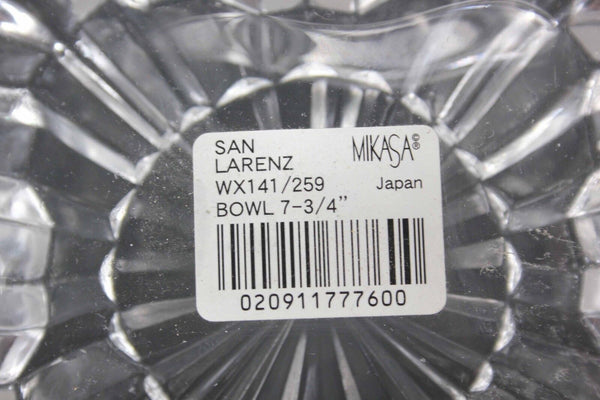 SAN
LARENZ
MIKASA©®
WX141/259
Japan
BOWL 7-3/4”
020911777600